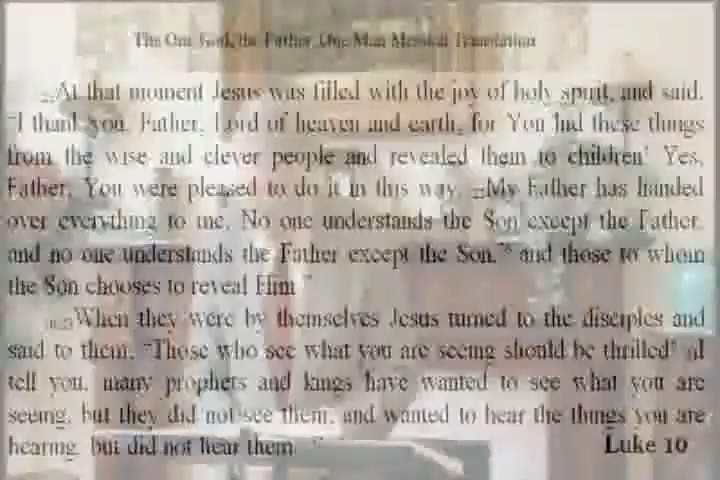 The One God, the Father, One Man Messiah Translation
21At that moment Jesus was filled with the joy of holy spirit, and said,
"I thank you, Father, Lord of heaven and earth, for You hid these things
from the wise and clever people and revealed them to children! Yes,
Father, You were pleased to do it in this way. 22My Father has handed
over everything to me. No one understands the Son except the Father,
and no one understands the Father except the Son," and those to whom
the Son chooses to reveal Him."
When they were by themselves Jesus turned to the disciples and
said to them, "Those who see what you are seeing should be thrilled! I
tell you, many prophets and kings have wanted to see what you are
seeing, but they did not see them, and wanted to hear the things you are
hearing, but did not hear them."
Luke 10